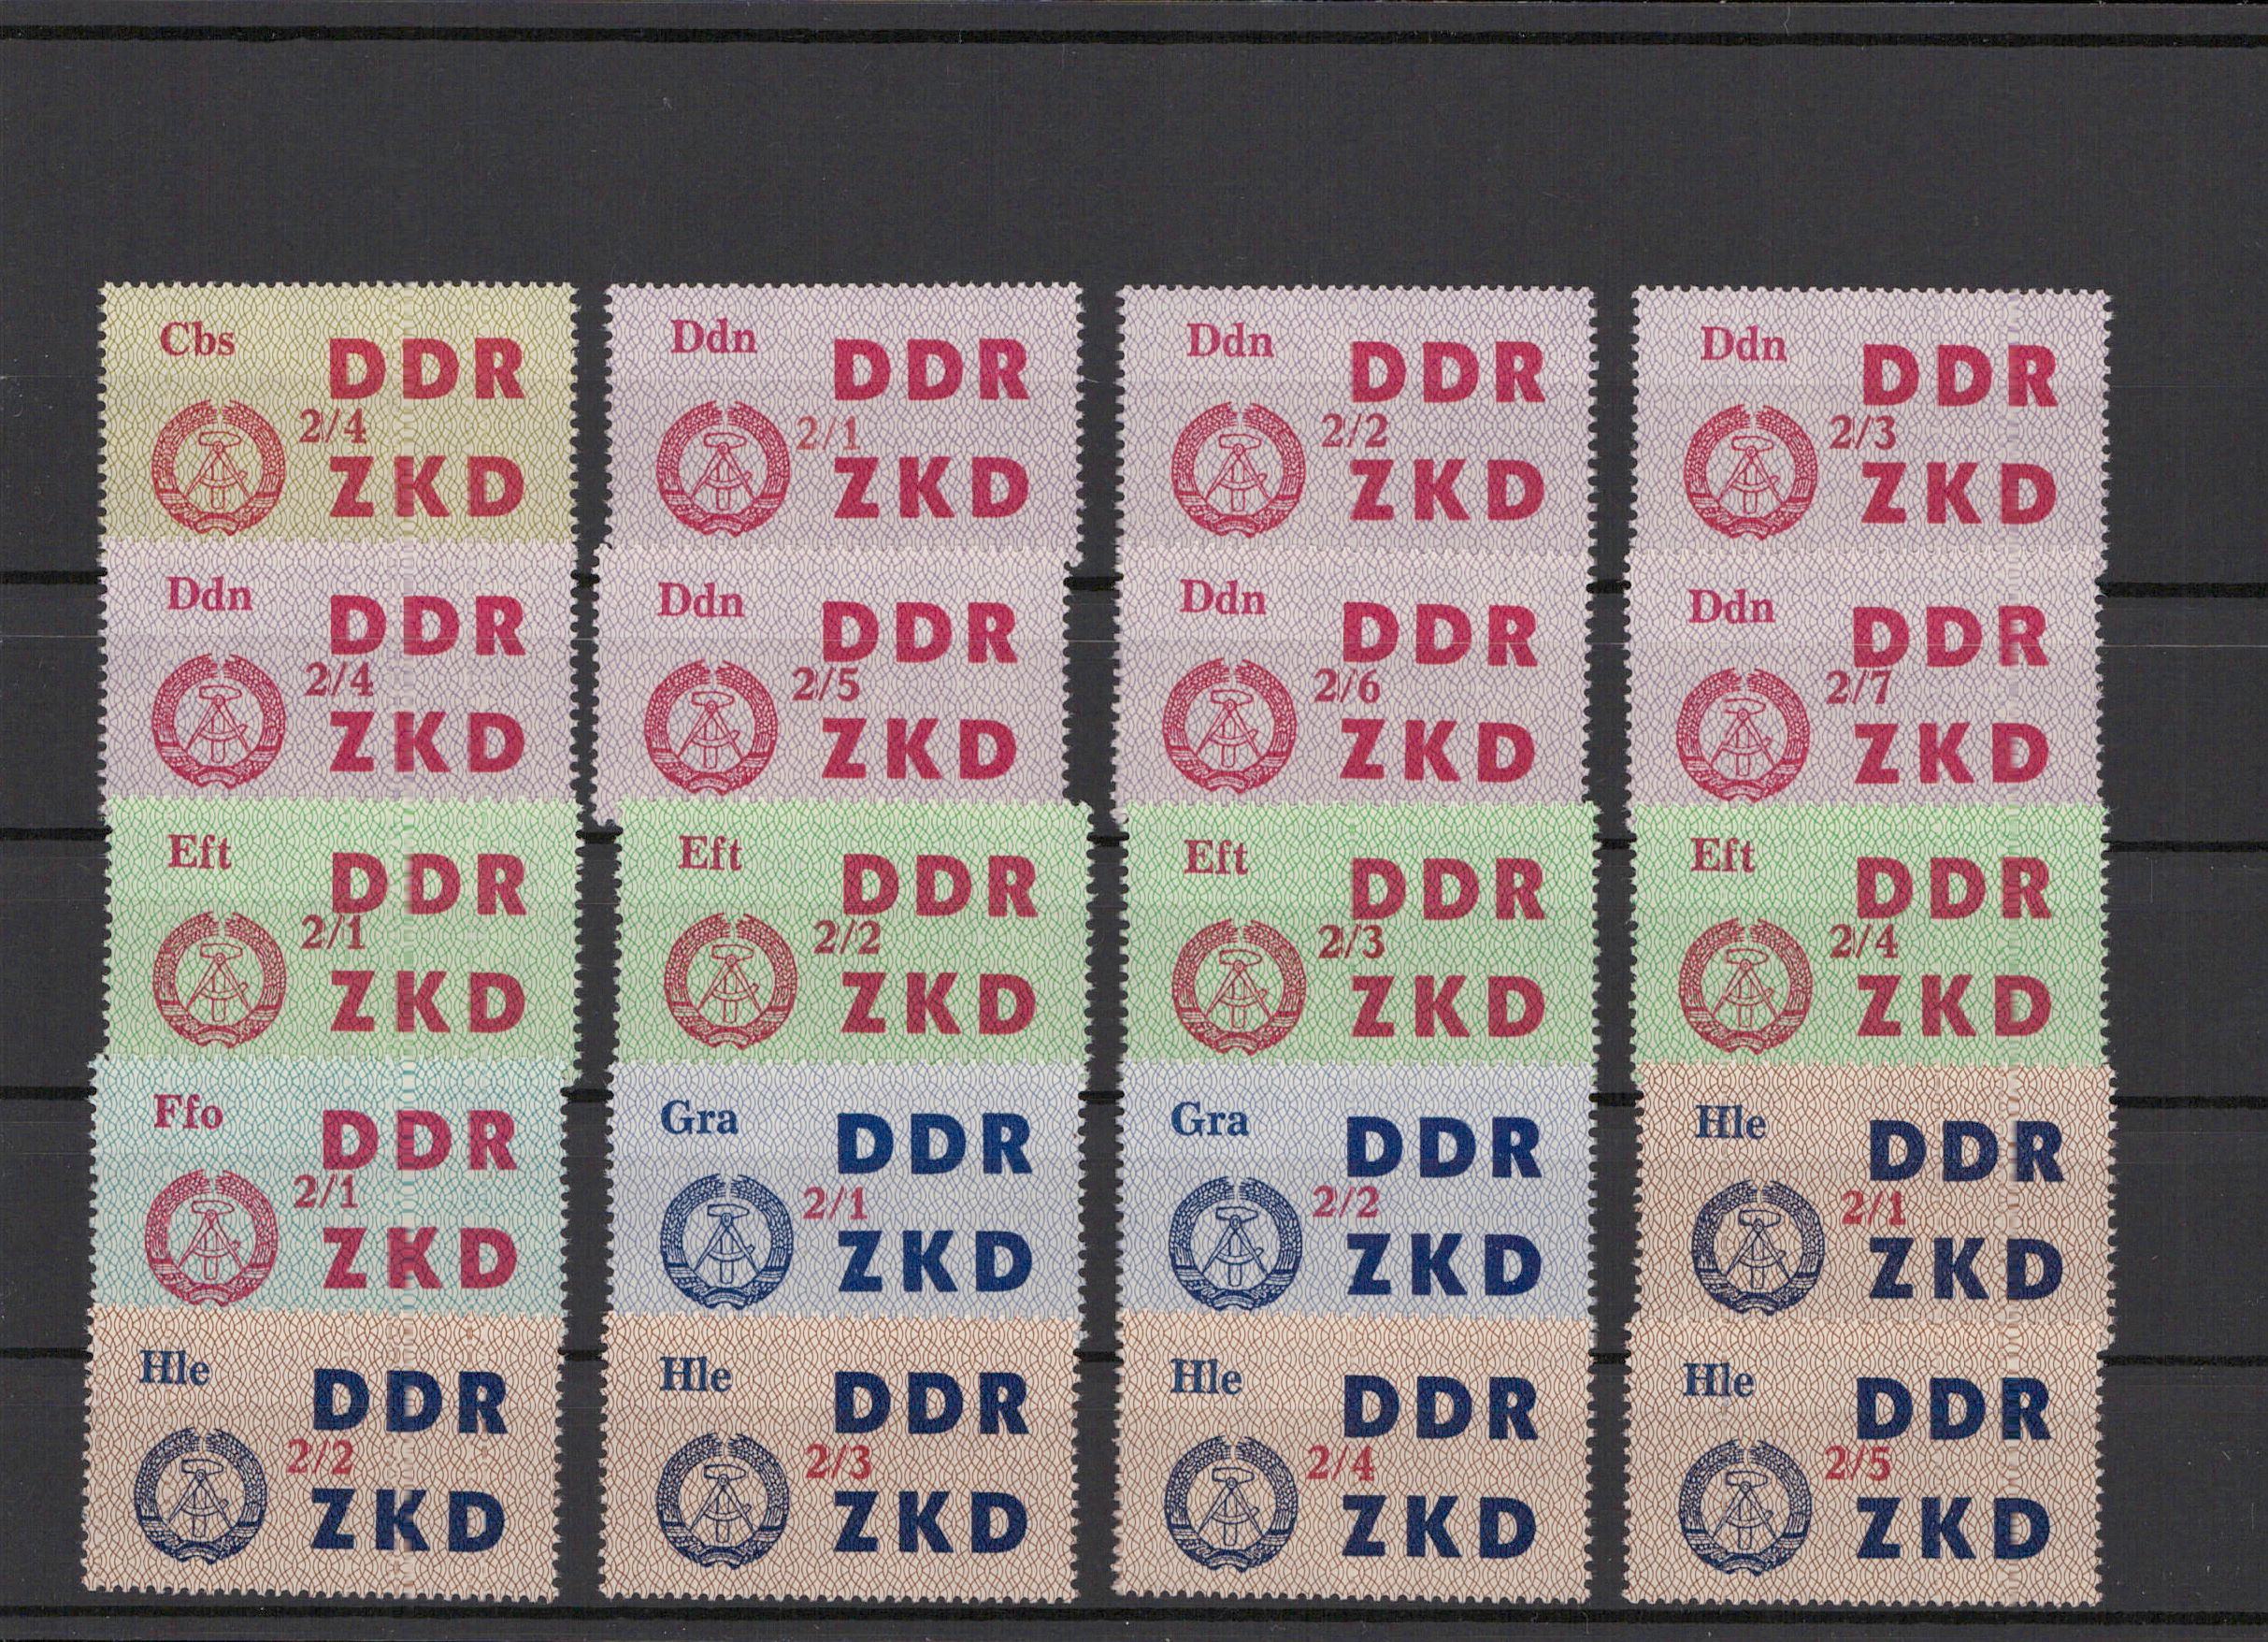 Cbs DDR
2/4
ZKD
Ddn DDR
2/1
ZKD
Ddn DDR
2/2
ZKD
Ddn DDR
2/3
ZKD
Ddn DDR
2/4
ZKD
Ddn DDR
2/5
ZKD
Ddn DDR
2/6
ZKD
Ddn DDR
2/7
ZKD
Eft DDR
2/1
ZKD
Eft DDR
2/2
ZKD
Eft DDR
2/3
ZKD
Eft DDR
2/4
ZKD
Ffo DDR
2/1
ZKD
Gra DDR
2/1
ZKD
Gra DDR
2/2
ZKD
Hle DDR
2/1
ZKD
Hle DDR
2/2
ZKD
Hle DDR
2/3
ZKD
Hle DDR
2/4
ZKD
Hle DDR
2/5
ZKD